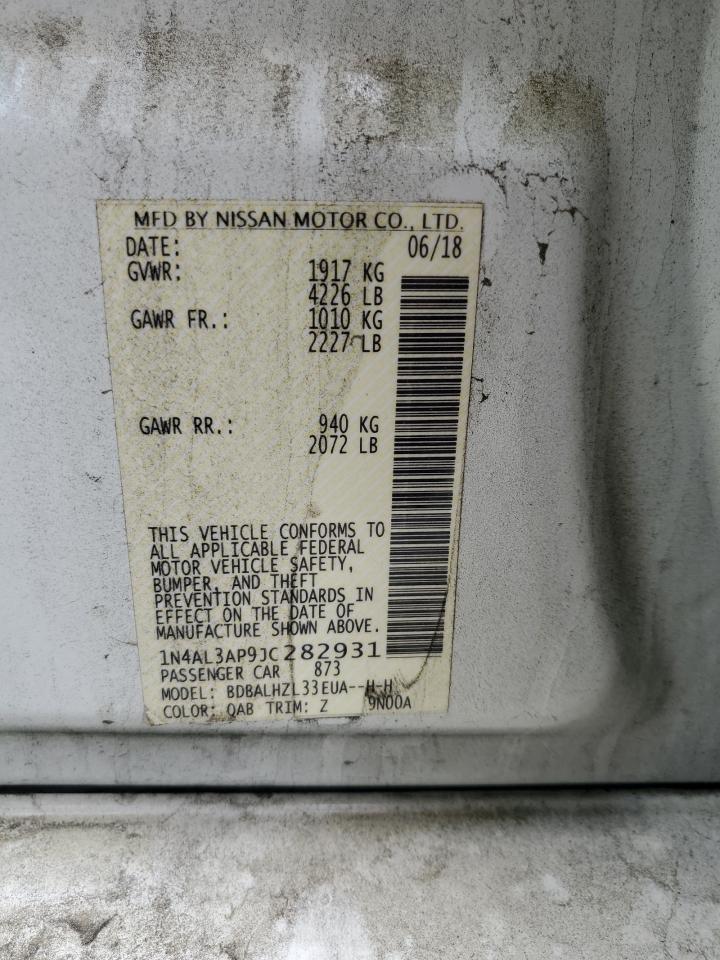 MFD BY NISSAN MOTOR CO., LTD.
DATE: 06/18
GVWR: 1917 KG
4226 LB
GAWR FR.: 1010 KG
2227 LB
GAWR RR.: 940 KG
2072 LB
THIS VEHICLE CONFORMS TO
ALL APPLICABLE FEDERAL
MOTOR VEHICLE SAFETY,
BUMPER, AND THEFT
PREVENTION STANDARDS IN
EFFECT ON THE DATE OF
MANUFACTURE SHOWN ABOVE.
1N4AL3AP9JC282931
PASSENGER CAR 873
MODEL: BDBALHZL33EUA--H-H
COLOR: QAB TRIM: Z 9N00A